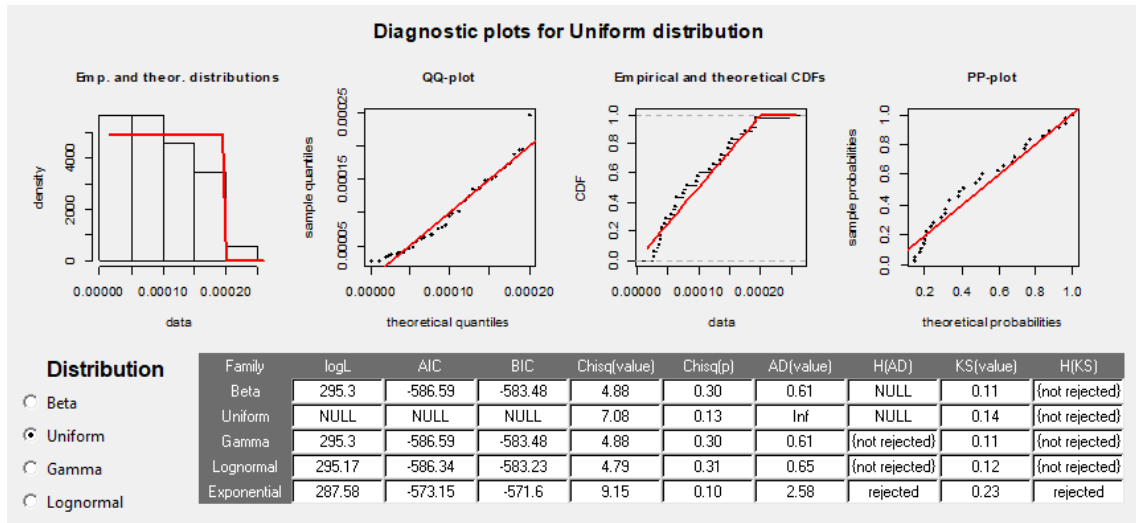 Diagnostic plots for Uniform distribution
Emp. and theor. distributions
density
0 2000 4000
0.00000 0.00010 0.00020
data
QQ-plot
sample quantiles
0.00005 0.00015 0.00025
0.00000 0.00010 0.00020
theoretical quantiles
Empirical and theoretical CDFs
CDF
0.0 0.2 0.4 0.6 0.8 1.0
0.00000 0.00010 0.00020
data
PP-plot
sample probabilities
0.0 0.2 0.4 0.6 0.8 1.0
0.2 0.4 0.6 0.8 1.0
theoretical probabilities
Distribution
Beta
Uniform
Gamma
Lognormal
Family logL AIC BIC Chisq(value) Chisq(p) AD(value) H(AD) KS(value) H(KS)
Beta 295.3 -586.59 -583.48 4.88 0.30 0.61 NULL 0.11 {not rejected}
Uniform NULL NULL NULL 7.08 0.13 Inf NULL 0.14 {not rejected}
Gamma 295.3 -586.59 -583.48 4.88 0.30 0.61 {not rejected} 0.11 {not rejected}
Lognormal 295.17 -586.34 -583.23 4.79 0.31 0.65 {not rejected} 0.12 {not rejected}
Exponential 287.58 -573.15 -571.6 9.15 0.10 2.58 rejected 0.23 rejected